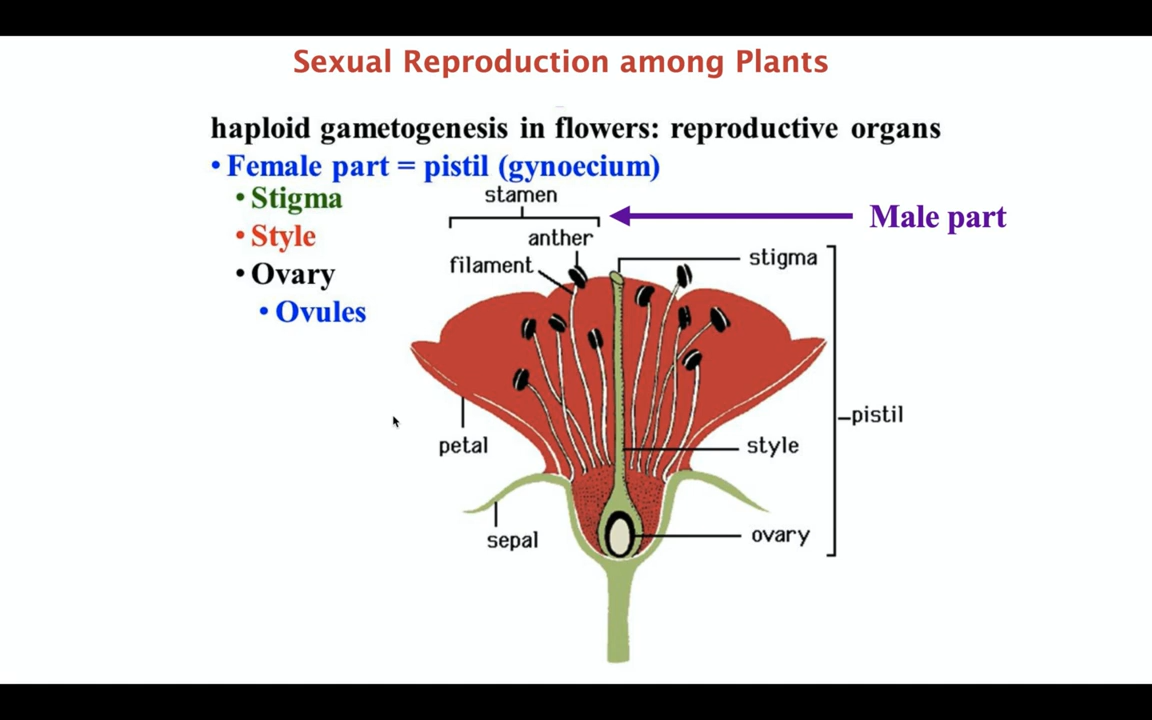 Sexual Reproduction among Plants
haploid gametogenesis in flowers: reproductive organs
• Female part = pistil (gynoecium)
• Stigma
• Style
• Ovary
• Ovules
stamen
Male part
anther
filament
stigma
petal
pistil
style
sepal
ovary